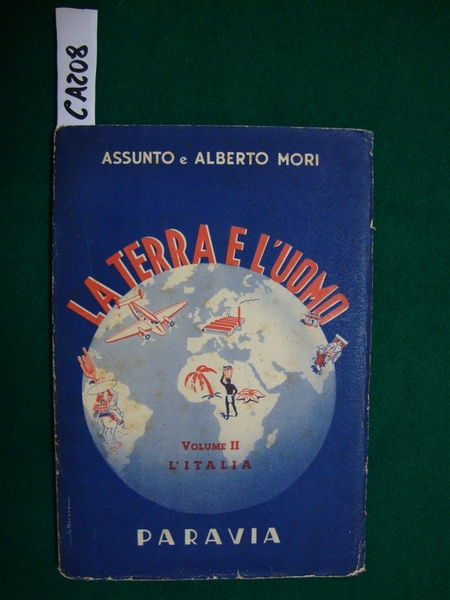 CA208
ASSUNTO e ALBERTO MORI
LA TERRA E L'UOMO
VOLUME II
L'ITALIA
PARAVIA